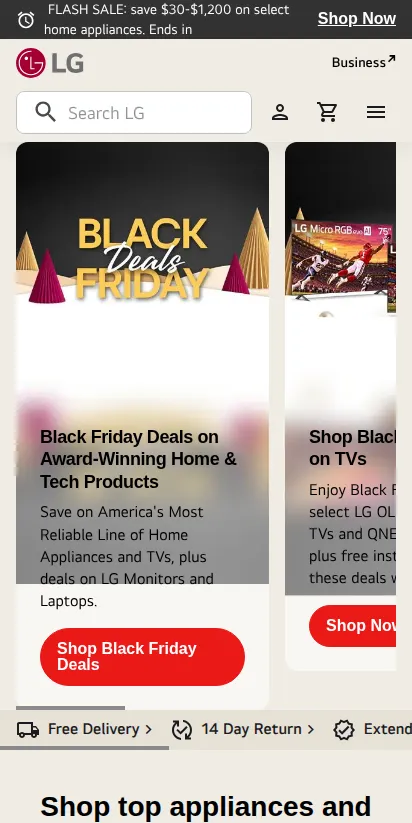 FLASH SALE: save $30-$1,200 on select
home appliances. Ends in
Shop Now
LG
Business
Search LG
BLACK
Deals
FRIDAY
Black Friday Deals on
Award-Winning Home &
Tech Products
Save on America's Most
Reliable Line of Home
Appliances and TVs, plus
deals on LG Monitors and
Laptops.
Shop Black Friday
Deals
LG Micro RGB evo AI 75"
Shop Blac
on TVs
Enjoy Black F
select LG OL
TVs and QNE
plus free inst
these deals w
Shop Now
Free Delivery
14 Day Return
Extend
Shop top appliances and